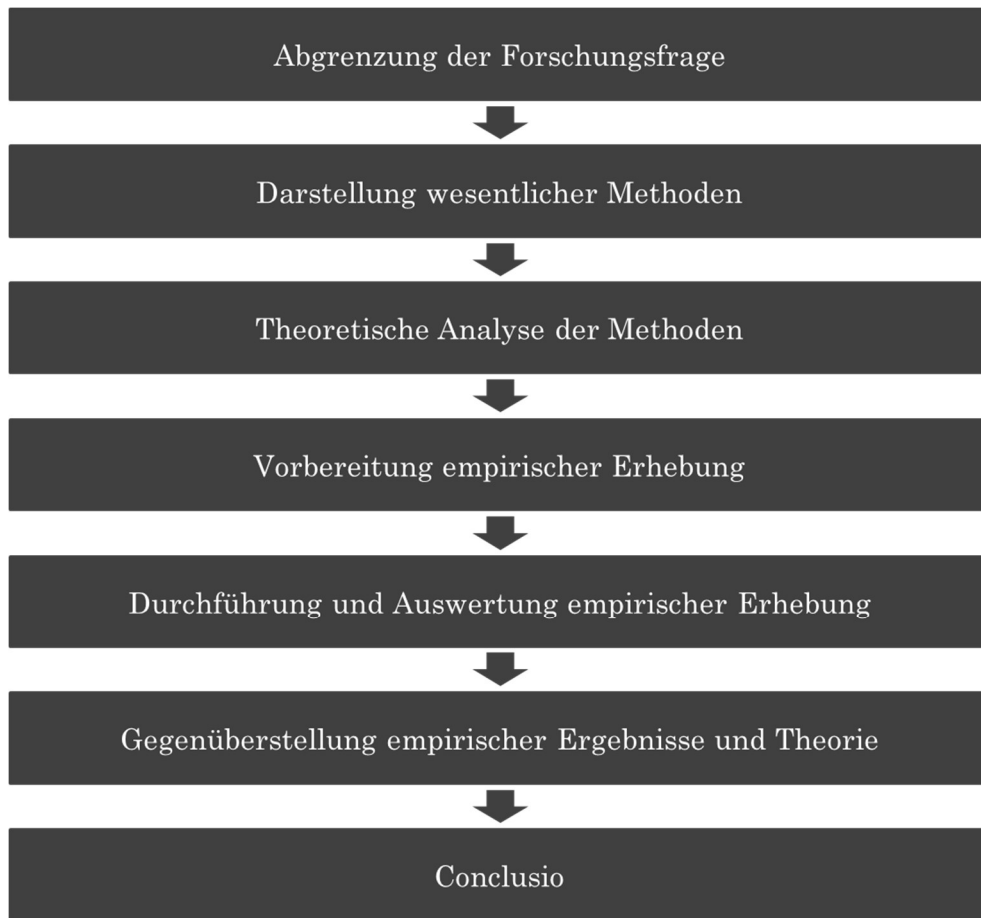 Abgrenzung der Forschungsfrage
Darstellung wesentlicher Methoden
Theoretische Analyse der Methoden
Vorbereitung empirischer Erhebung
Durchführung und Auswertung empirischer Erhebung
Gegenüberstellung empirischer Ergebnisse und Theorie
Conclusio